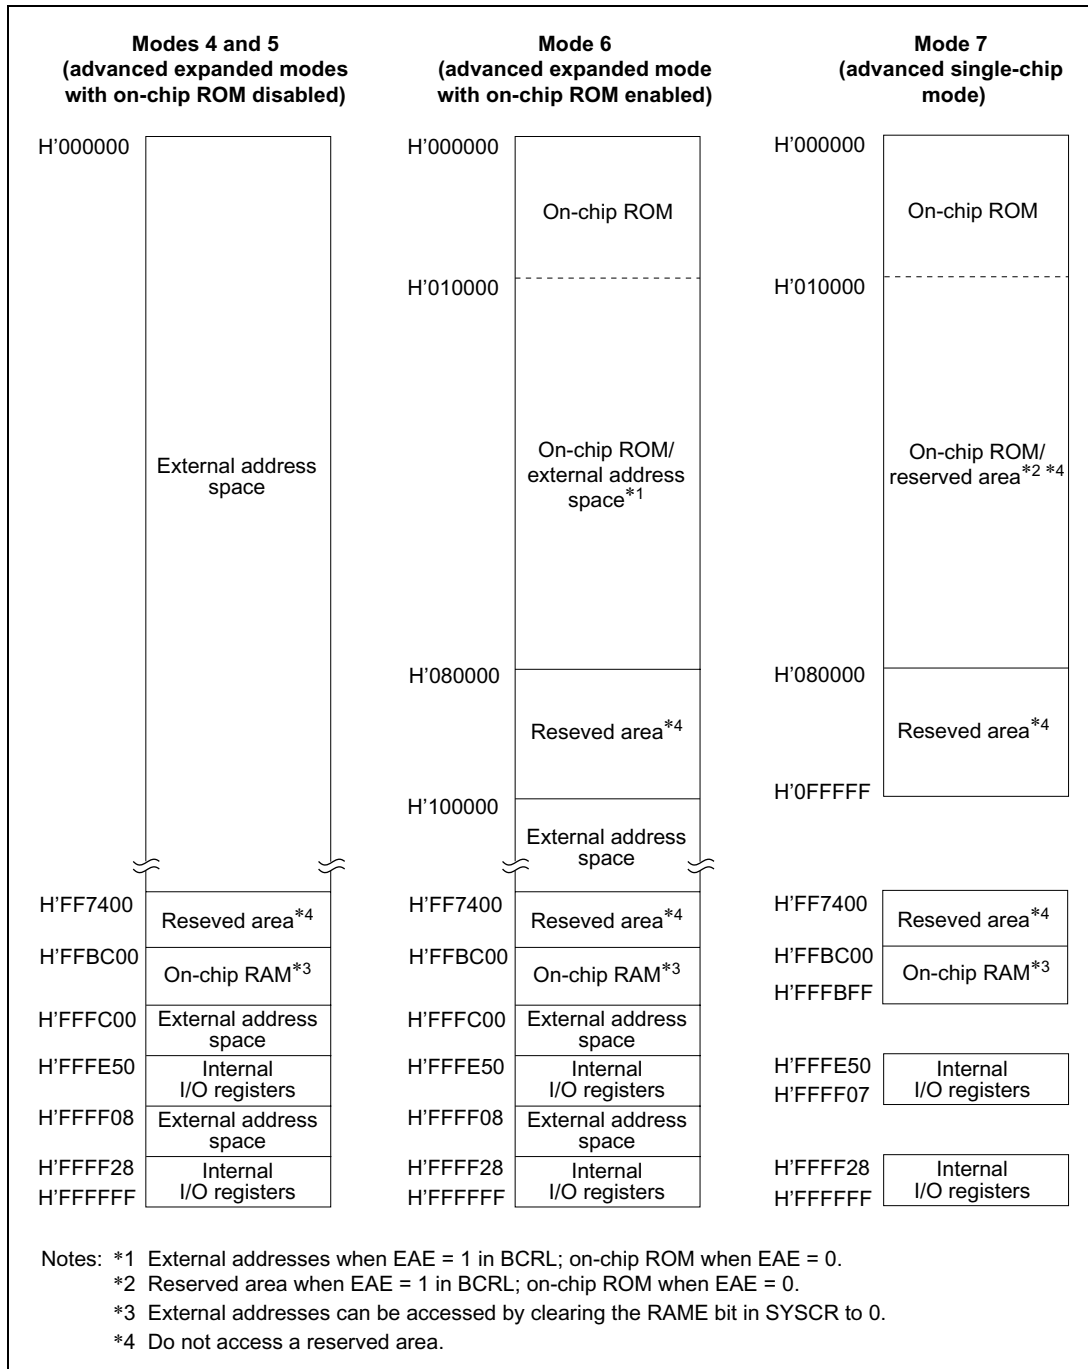 Modes 4 and 5
(advanced expanded modes
with on-chip ROM disabled)
H'000000
External address
space
H'FF7400
Reseved area*4
H'FFBC00
On-chip RAM*3
H'FFFC00
External address
space
H'FFFE50
Internal
I/O registers
H'FFFF08
External address
space
H'FFFF28
Internal
I/O registers
H'FFFFFF
Mode 6
(advanced expanded mode
with on-chip ROM enabled)
H'000000
On-chip ROM
H'010000
On-chip ROM/
external address
space*1
H'080000
Reseved area*4
H'100000
External address
space
H'FF7400
Reseved area*4
H'FFBC00
On-chip RAM*3
H'FFFC00
External address
space
H'FFFE50
Internal
I/O registers
H'FFFF08
External address
space
H'FFFF28
Internal
I/O registers
H'FFFFFF
Mode 7
(advanced single-chip
mode)
H'000000
On-chip ROM
H'010000
On-chip ROM/
reserved area*2 *4
H'080000
Reseved area*4
H'0FFFFF
H'FF7400
Reseved area*4
H'FFBC00
On-chip RAM*3
H'FFFBFF
H'FFFE50
Internal
I/O registers
H'FFFF07
H'FFFF28
Internal
I/O registers
H'FFFFFF
Notes: *1 External addresses when EAE = 1 in BCRL; on-chip ROM when EAE = 0.
*2 Reserved area when EAE = 1 in BCRL; on-chip ROM when EAE = 0.
*3 External addresses can be accessed by clearing the RAME bit in SYSCR to 0.
*4 Do not access a reserved area.